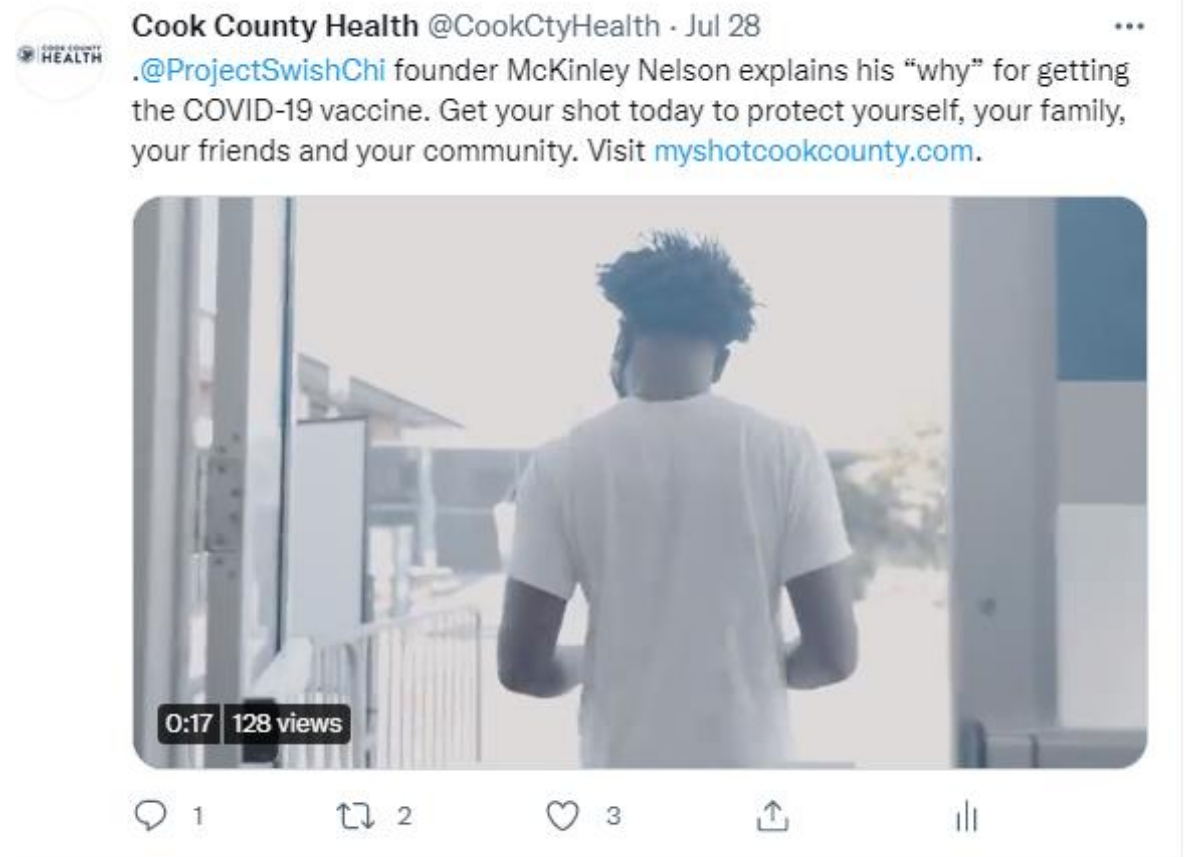 COOK COUNTY
HEALTH
Cook County Health @CookCtyHealth · Jul 28
.@ProjectSwishChi founder McKinley Nelson explains his “why” for getting
the COVID-19 vaccine. Get your shot today to protect yourself, your family,
your friends and your community. Visit myshotcookcounty.com.
0:17 128 views
1 2 3